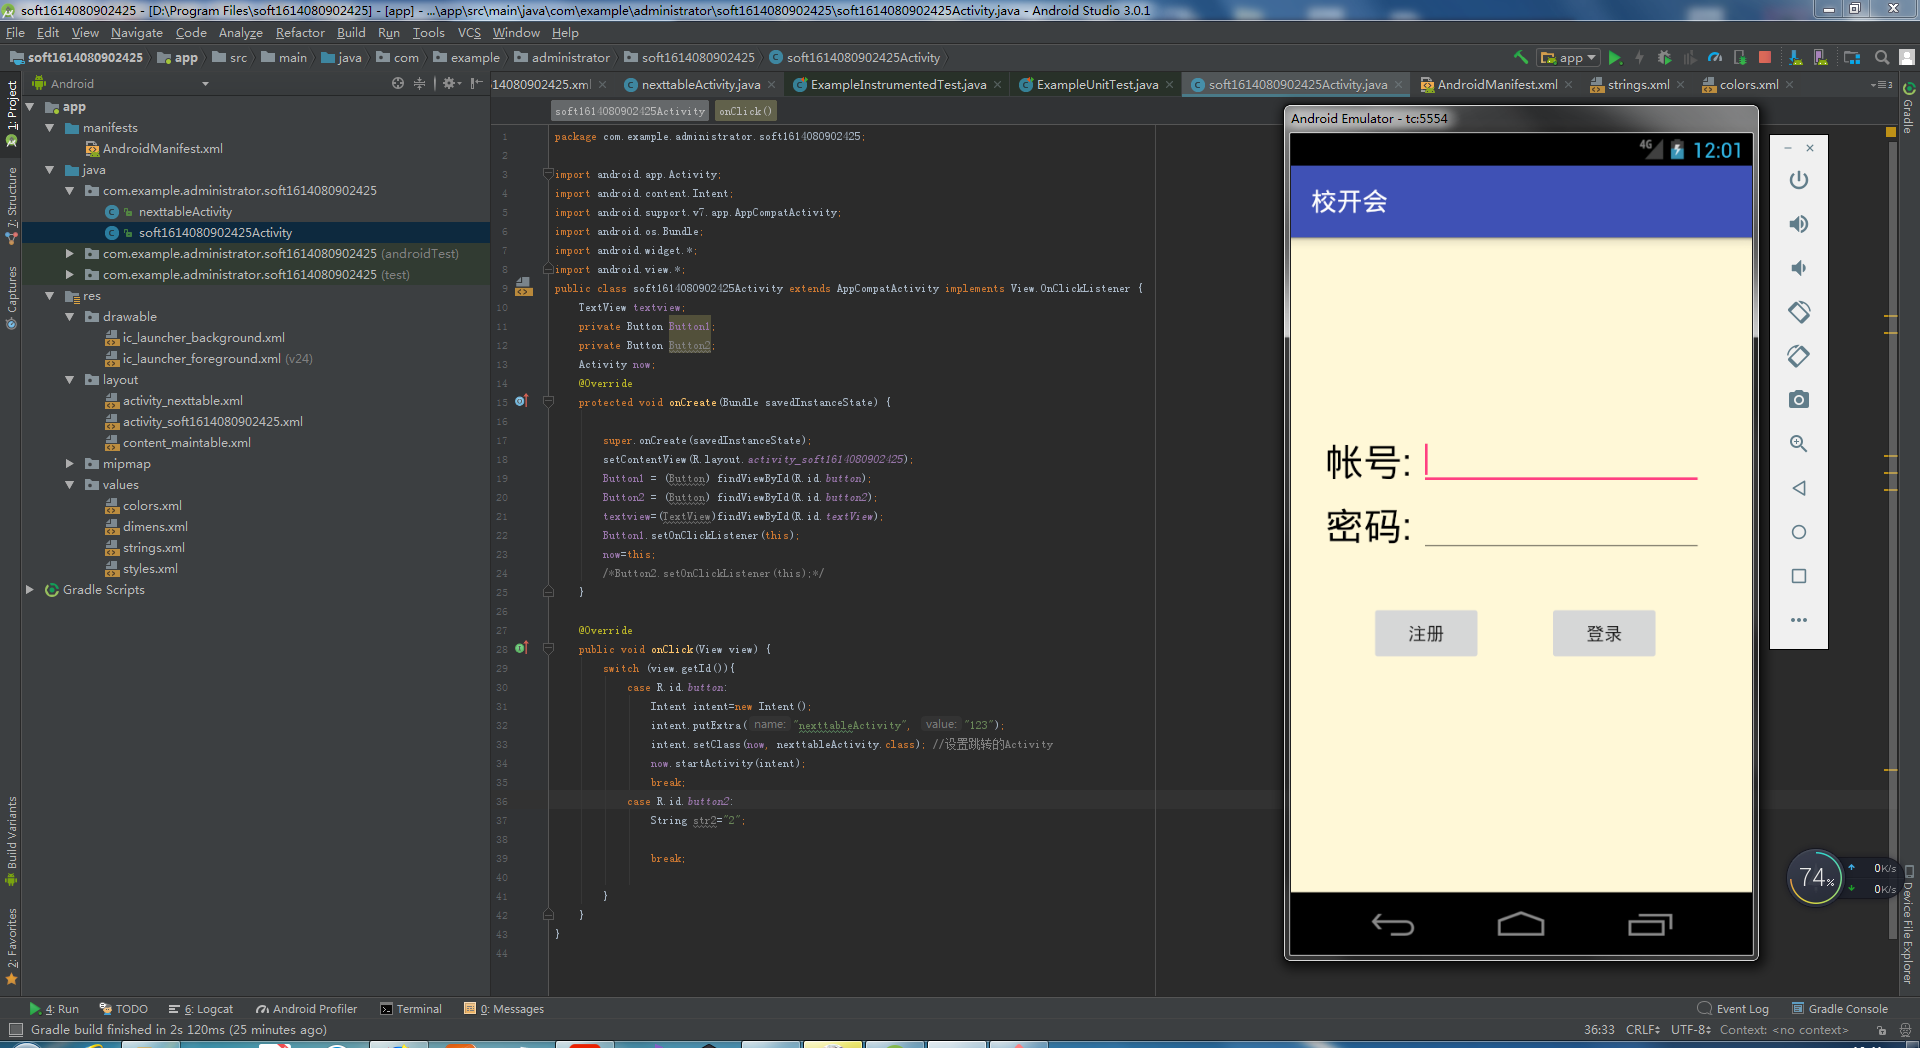 soft1614080902425 - [D:\Program Files\soft1614080902425] - [app] - ...\app\src\main\java\com\example\administrator\soft1614080902425\soft1614080902425Activity.java - Android Studio 3.0.1
File Edit View Navigate Code Analyze Refactor Build Run Tools VCS Window Help
soft1614080902425 app src main java com example administrator soft1614080902425 soft1614080902425Activity app
Android 14080902425.xml nexttableActivity.java ExampleInstrumentedTest.java ExampleUnitTest.java soft1614080902425Activity.java AndroidManifest.xml strings.xml colors.xml
1: Project
7: Structure
Captures
Build Variants
2: Favorites
app
manifests
AndroidManifest.xml
java
com.example.administrator.soft1614080902425
nexttableActivity
soft1614080902425Activity
com.example.administrator.soft1614080902425 (androidTest)
com.example.administrator.soft1614080902425 (test)
res
drawable
ic_launcher_background.xml
ic_launcher_foreground.xml (v24)
layout
activity_nexttable.xml
activity_soft1614080902425.xml
content_maintable.xml
mipmap
values
colors.xml
dimens.xml
strings.xml
styles.xml
Gradle Scripts
soft1614080902425Activity onClick()
1 package com.example.administrator.soft1614080902425;
2
3 import android.app.Activity;
4 import android.content.Intent;
5 import android.support.v7.app.AppCompatActivity;
6 import android.os.Bundle;
7 import android.widget.*;
8 import android.view.*;
9 public class soft1614080902425Activity extends AppCompatActivity implements View.OnClickListener {
10 TextView textview;
11 private Button Button1;
12 private Button Button2;
13 Activity now;
14 @Override
15 protected void onCreate(Bundle savedInstanceState) {
16
17 super.onCreate(savedInstanceState);
18 setContentView(R.layout.activity_soft1614080902425);
19 Button1 = (Button) findViewById(R.id.button);
20 Button2 = (Button) findViewById(R.id.button2);
21 textview=(TextView)findViewById(R.id.textView);
22 Button1.setOnClickListener(this);
23 now=this;
24 /*Button2.setOnClickListener(this);*/
25 }
26
27 @Override
28 public void onClick(View view) {
29 switch (view.getId()){
30 case R.id.button:
31 Intent intent=new Intent();
32 intent.putExtra( name: "nexttableActivity", value: "123");
33 intent.setClass(now, nexttableActivity.class); //设置跳转的Activity
34 now.startActivity(intent);
35 break;
36 case R.id.button2:
37 String str2="2";
38
39 break;
40
41 }
42 }
43 }
44
Android Emulator - tc:5554
4G 12:01
校开会
帐号:
密码:
注册 登录
74%
0K/s
0K/s
Gradle
Device File Explorer
4: Run TODO 6: Logcat Android Profiler Terminal 0: Messages Event Log Gradle Console
Gradle build finished in 2s 120ms (25 minutes ago) 36:33 CRLF UTF-8 Context: <no context>